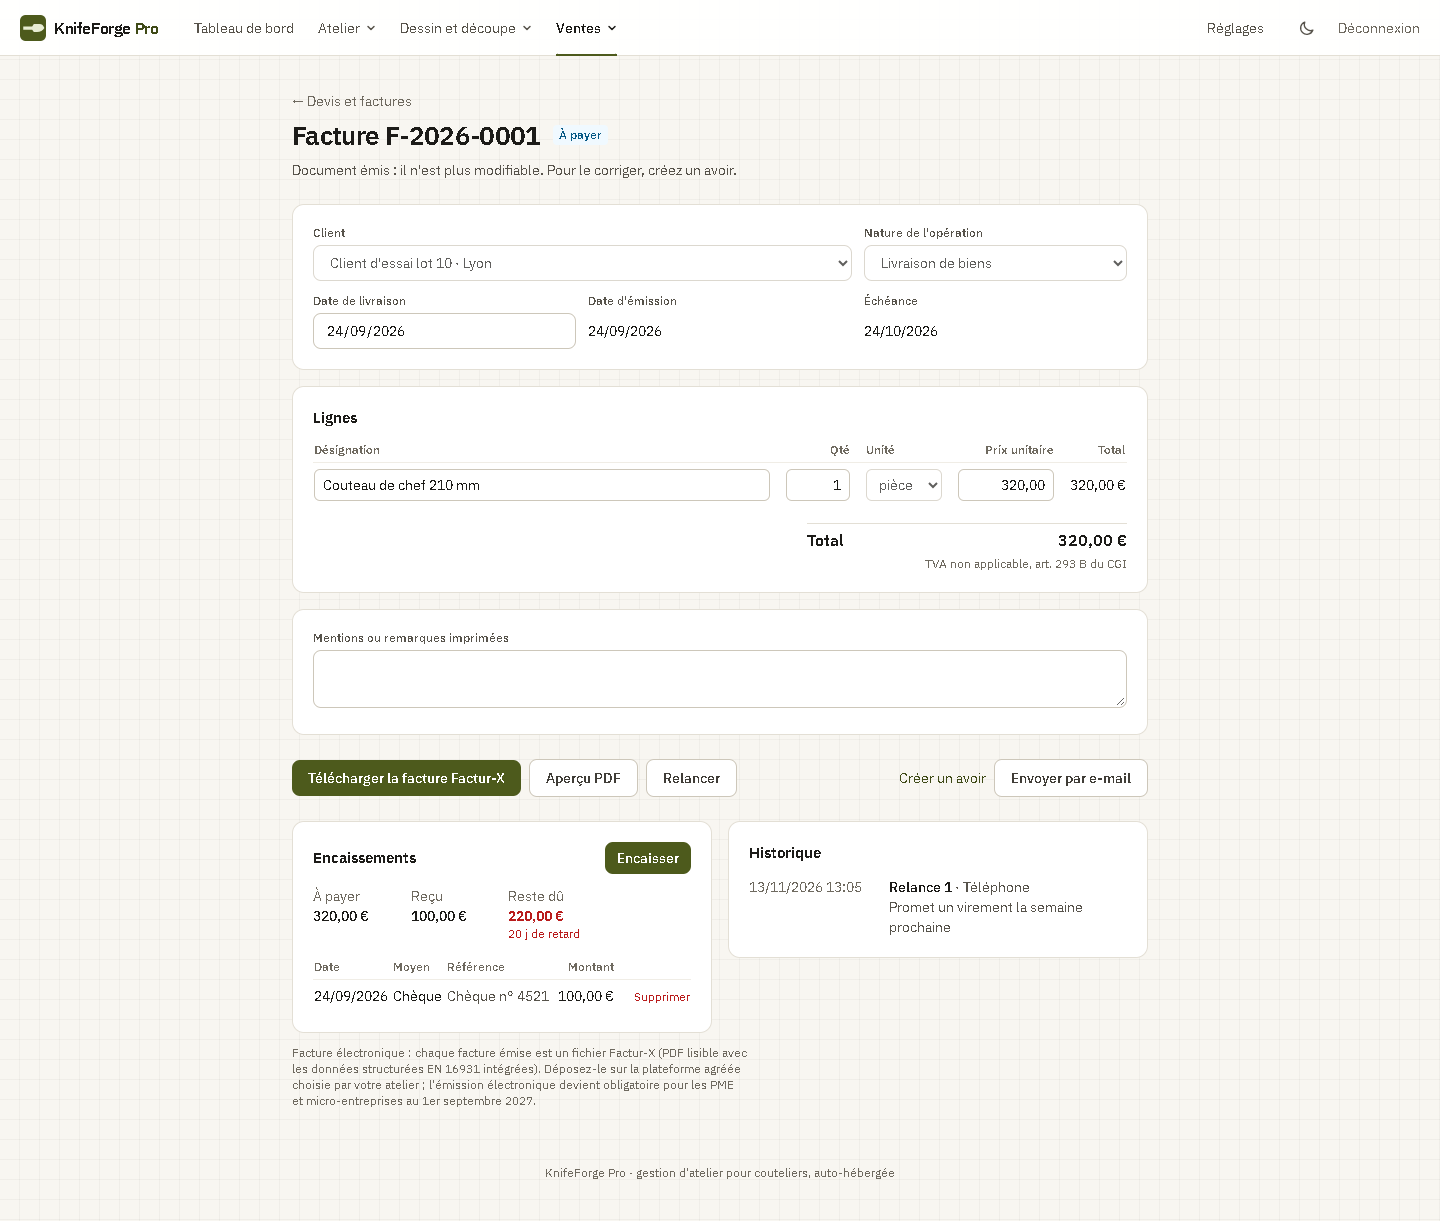 KnifeForge Pro
Tableau de bord
Atelier
Dessin et découpe
Ventes
Réglages
Déconnexion
← Devis et factures
Facture F-2026-0001
À payer
Document émis : il n'est plus modifiable. Pour le corriger, créez un avoir.
Client
Nature de l'opération
Client d'essai lot 10 · Lyon
Livraison de biens
Date de livraison
Date d'émission
Échéance
24/09/2026
24/09/2026
24/10/2026
Lignes
Désignation
Qté
Unité
Prix unitaire
Total
Couteau de chef 210 mm
1
pièce
320,00
320,00 €
Total
320,00 €
TVA non applicable, art. 293 B du CGI
Mentions ou remarques imprimées
Télécharger la facture Factur-X
Aperçu PDF
Relancer
Créer un avoir
Envoyer par e-mail
Encaissements
Encaisser
À payer
Reçu
Reste dû
320,00 €
100,00 €
220,00 €
20 j de retard
Date
Moyen
Référence
Montant
24/09/2026
Chèque
Chèque n° 4521
100,00 €
Supprimer
Historique
13/11/2026 13:05
Relance 1 · Téléphone
Promet un virement la semaine
prochaine
Facture électronique : chaque facture émise est un fichier Factur-X (PDF lisible avec
les données structurées EN 16931 intégrées). Déposez-le sur la plateforme agréée
choisie par votre atelier ; l'émission électronique devient obligatoire pour les PME
et micro-entreprises au 1er septembre 2027.
KnifeForge Pro · gestion d'atelier pour couteliers, auto-hébergée